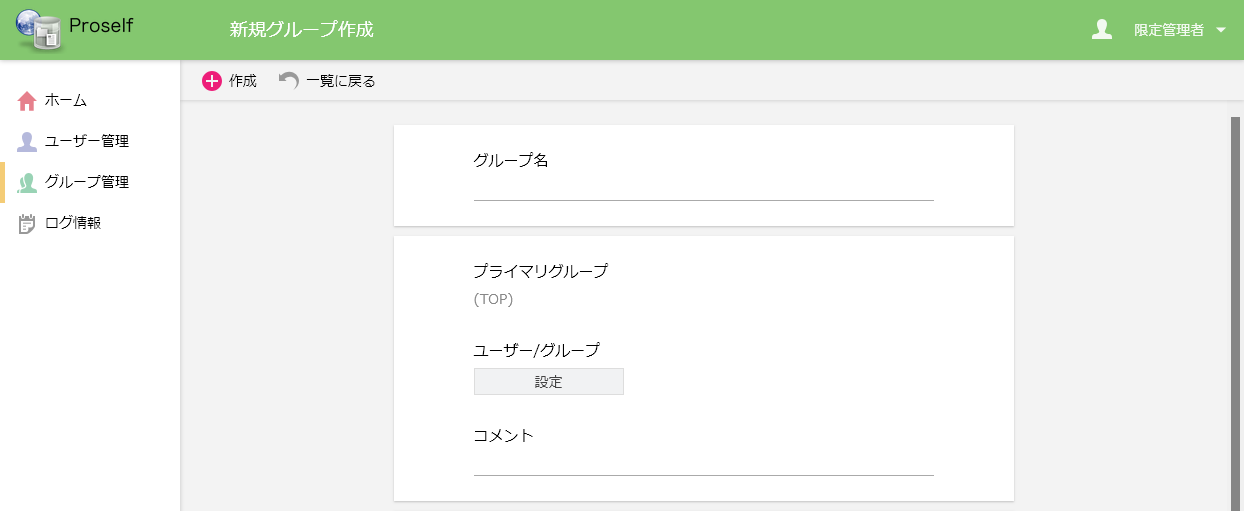 Proself
新規グループ作成
限定管理者
作成
一覧に戻る
ホーム
ユーザー管理
グループ管理
ログ情報
グループ名
プライマリグループ
(TOP)
ユーザー/グループ
設定
コメント